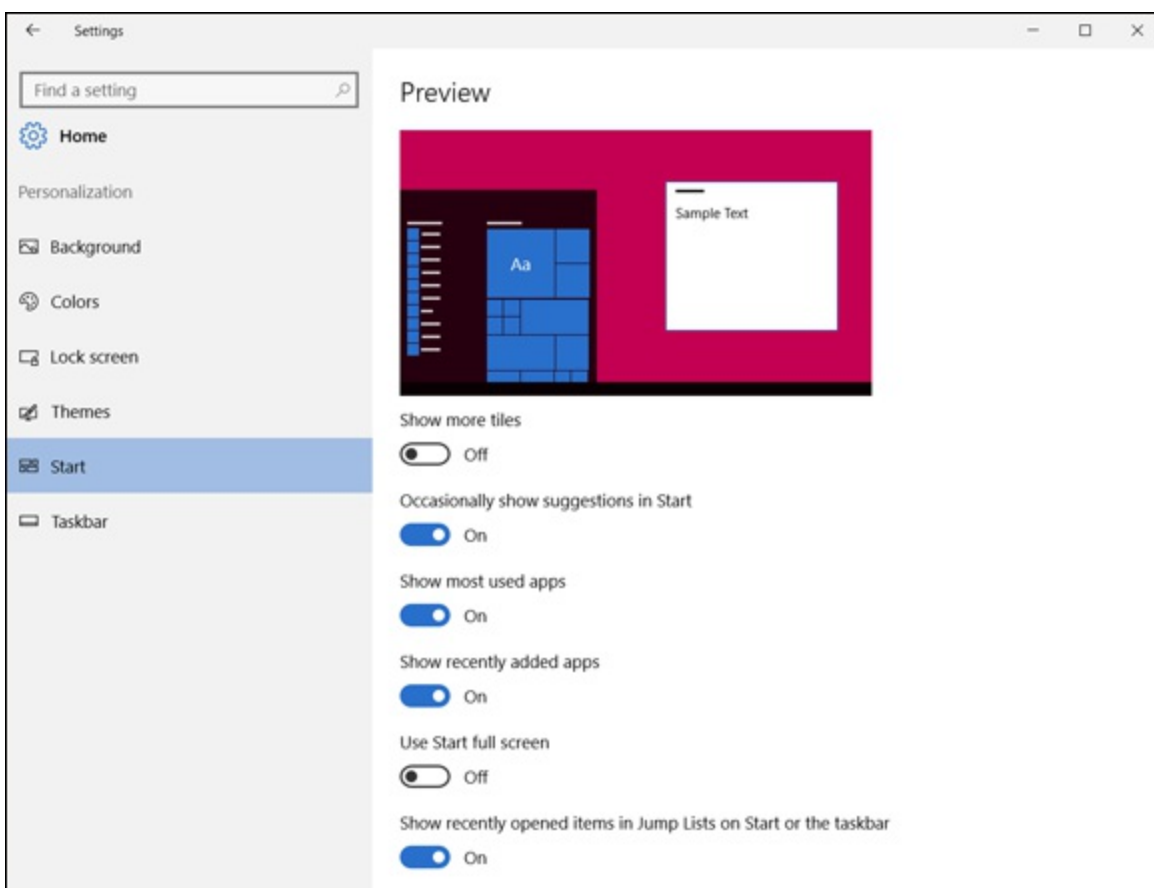 Settings
Find a setting
Home
Personalization
Background
Colors
Lock screen
Themes
Start
Taskbar
Preview
Sample Text
Aa
Show more tiles
Off
Occasionally show suggestions in Start
On
Show most used apps
On
Show recently added apps
On
Use Start full screen
Off
Show recently opened items in Jump Lists on Start or the taskbar
On